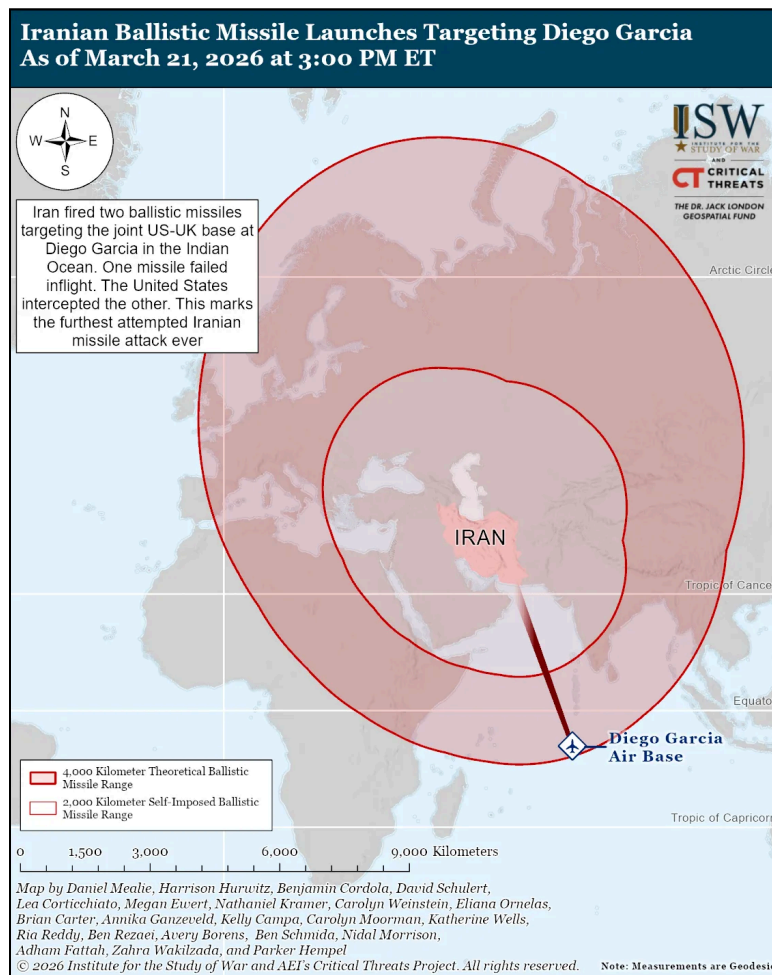 Iranian Ballistic Missile Launches Targeting Diego Garcia
As of March 21, 2026 at 3:00 PM ET
N
W
E
S
ISW
INSTITUTE FOR THE
STUDY OF WAR
AND
CT CRITICAL
THREATS
THE DR. JACK LONDON
GEOSPATIAL FUND
Iran fired two ballistic missiles
targeting the joint US-UK base at
Diego Garcia in the Indian
Ocean. One missile failed
inflight. The United States
intercepted the other. This marks
the furthest attempted Iranian
missile attack ever
Arctic Circle
IRAN
Tropic of Cance
Equato
Diego Garcia
Air Base
Tropic of Capricorn
4,000 Kilometer Theoretical Ballistic
Missile Range
2,000 Kilometer Self-Imposed Ballistic
Missile Range
0 1,500 3,000 6,000 9,000 Kilometers
Map by Daniel Mealie, Harrison Hurwitz, Benjamin Cordola, David Schulert,
Lea Corticchiato, Megan Ewert, Nathaniel Kramer, Carolyn Weinstein, Eliana Ornelas,
Brian Carter, Annika Ganzeveld, Kelly Campa, Carolyn Moorman, Katherine Wells,
Ria Reddy, Ben Rezaei, Avery Borens, Ben Schmida, Nidal Morrison,
Adham Fattah, Zahra Wakilzada, and Parker Hempel
© 2026 Institute for the Study of War and AEI's Critical Threats Project. All rights reserved.
Note: Measurements are Geodesic